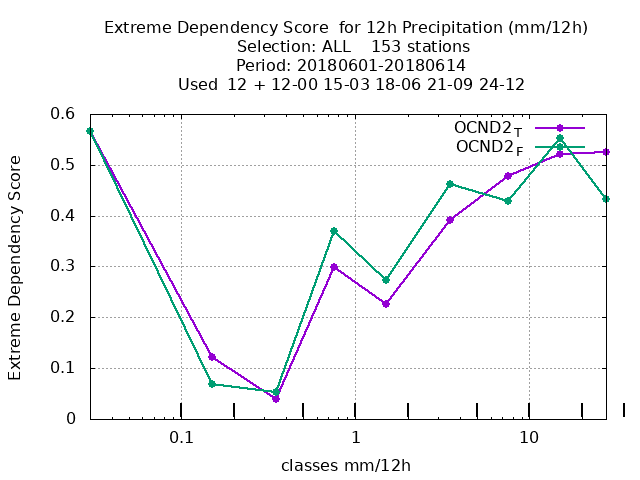 Extreme Dependency Score  for 12h Precipitation (mm/12h)
Selection: ALL    153 stations
Period: 20180601-20180614
Used  12 + 12-00 15-03 18-06 21-09 24-12
OCND2T
OCND2F
Extreme Dependency Score
0.6
0.5
0.4
0.3
0.2
0.1
0
0.1 1 10
classes mm/12h